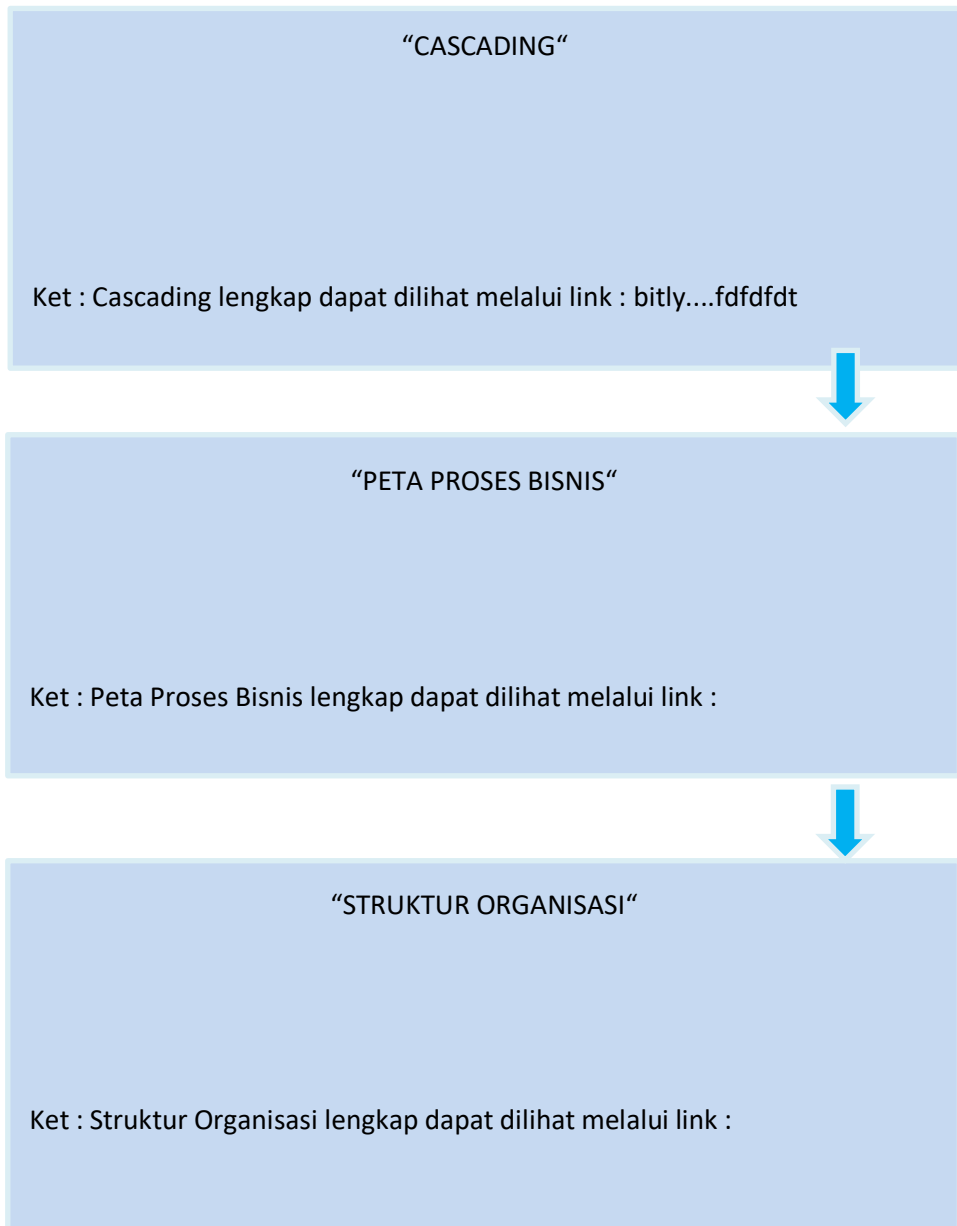 “CASCADING“
Ket : Cascading lengkap dapat dilihat melalui link : bitly....fdfdfdt
“PETA PROSES BISNIS“
Ket : Peta Proses Bisnis lengkap dapat dilihat melalui link :
“STRUKTUR ORGANISASI“
Ket : Struktur Organisasi lengkap dapat dilihat melalui link :